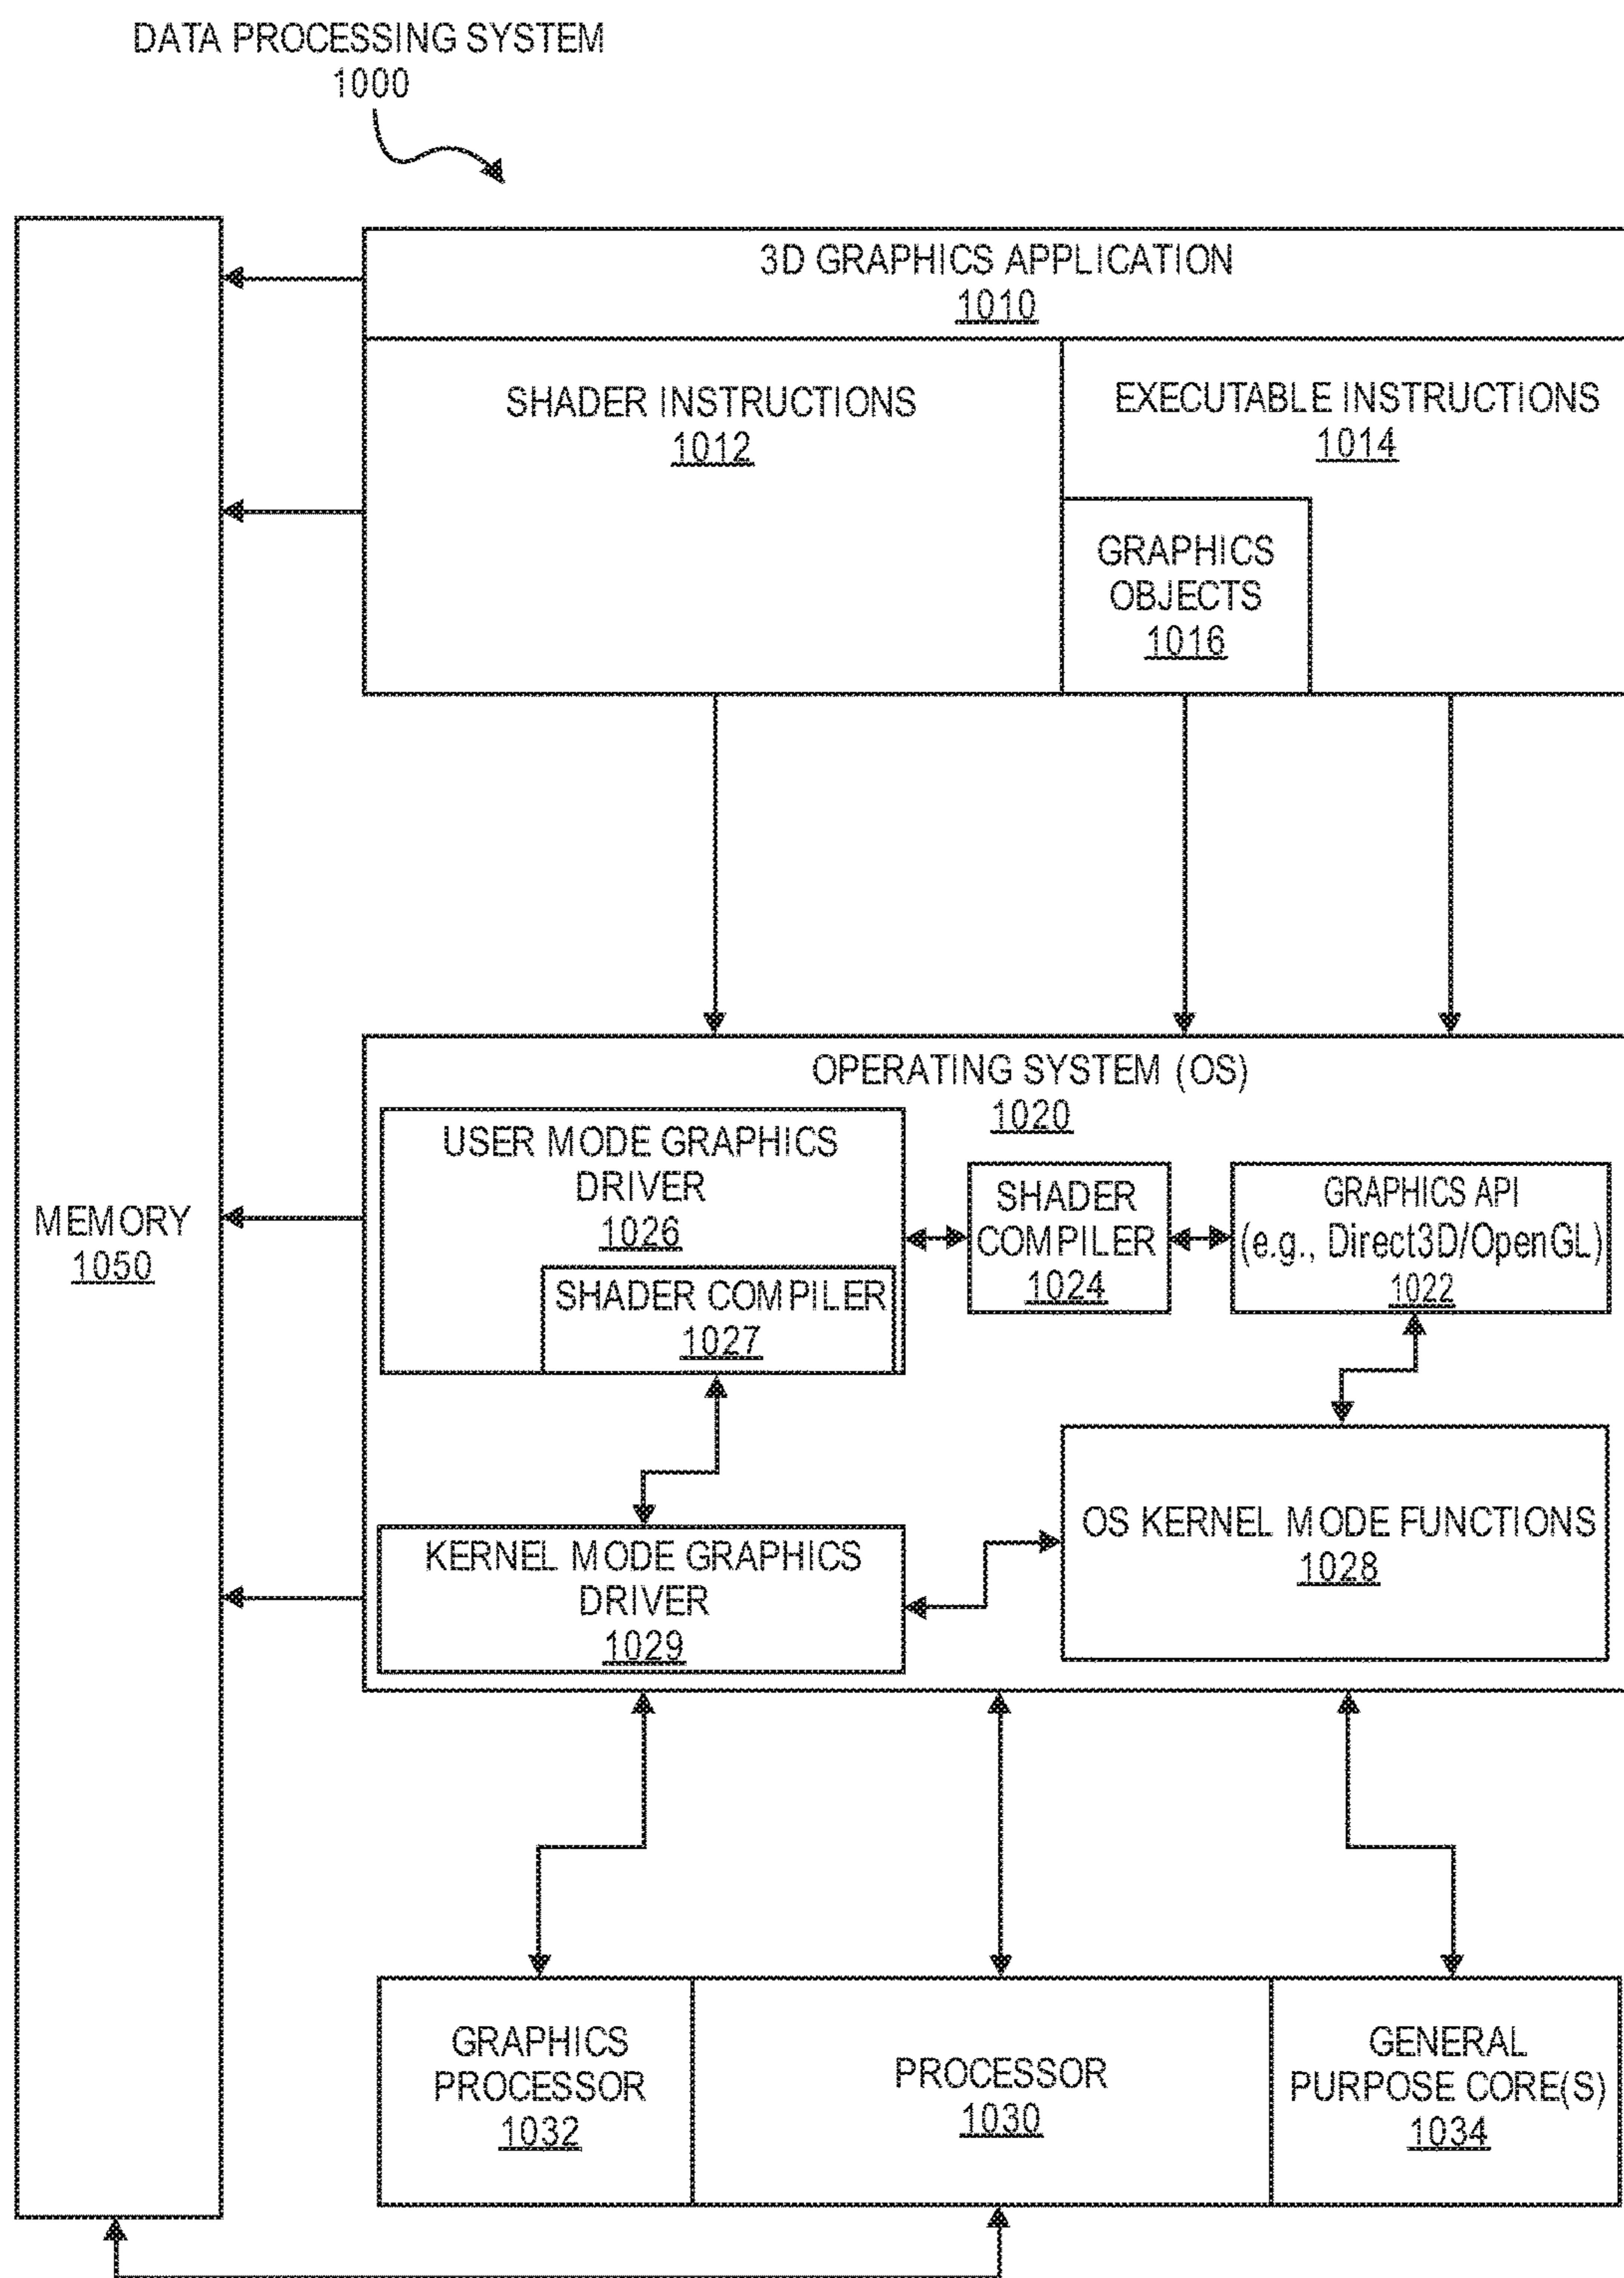 DATA PROCESSING SYSTEM
1000
3D GRAPHICS APPLICATION
1010
SHADER INSTRUCTIONS
1012
EXECUTABLE INSTRUCTIONS
1014
GRAPHICS
OBJECTS
1016
OPERATING SYSTEM (OS)
1020
USER MODE GRAPHICS
DRIVER
1026
SHADER COMPILER
1027
SHADER
COMPILER
1024
GRAPHICS API
(e.g., Direct3D/OpenGL)
1022
MEMORY
1050
KERNEL MODE GRAPHICS
DRIVER
1029
OS KERNEL MODE FUNCTIONS
1028
GRAPHICS
PROCESSOR
1032
PROCESSOR
1030
GENERAL
PURPOSE CORE(S)
1034